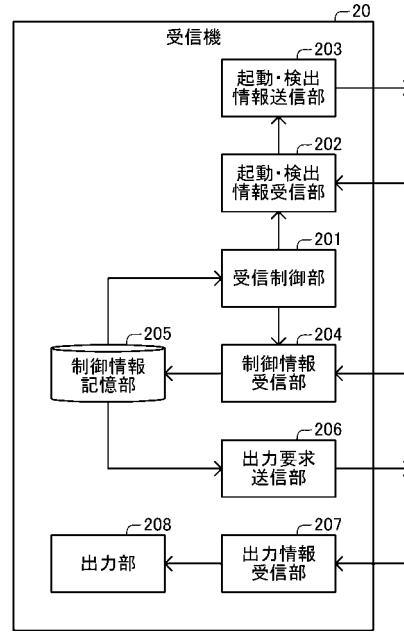 20
受信機
203
起動・検出
情報送信部
202
起動・検出
情報受信部
201
受信制御部
205
制御情報
記憶部
204
制御情報
受信部
206
出力要求
送信部
208
出力部
207
出力情報
受信部